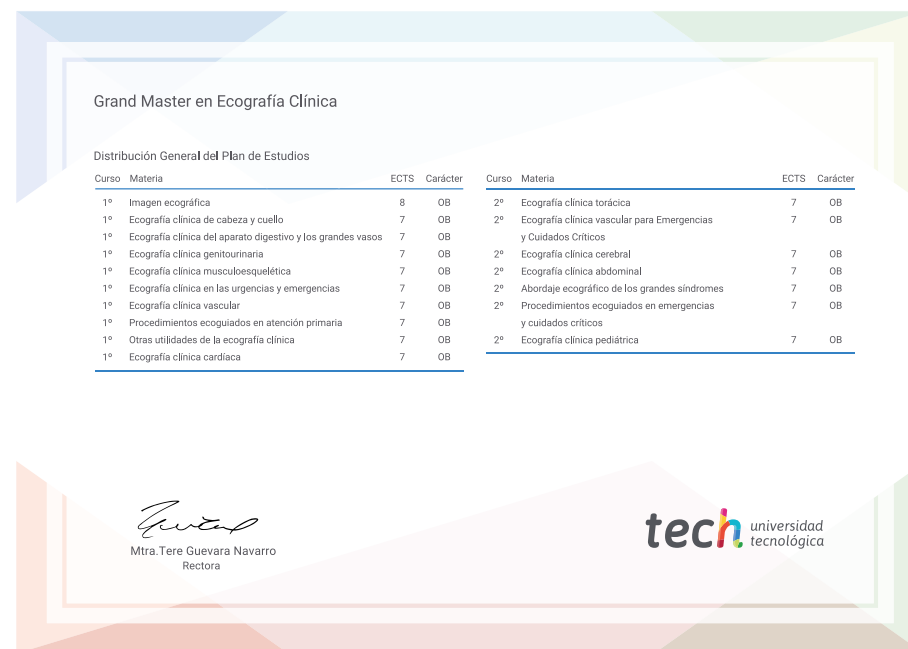 Grand Master en Ecografía Clínica
Distribución General del Plan de Estudios
Curso Materia ECTS Carácter
1º Imagen ecográfica 8 OB
1º Ecografía clínica de cabeza y cuello 7 OB
1º Ecografía clínica del aparato digestivo y los grandes vasos 7 OB
1º Ecografía clínica genitourinaria 7 OB
1º Ecografía clínica musculoesquelética 7 OB
1º Ecografía clínica en las urgencias y emergencias 7 OB
1º Ecografía clínica vascular 7 OB
1º Procedimientos ecoguiados en atención primaria 7 OB
1º Otras utilidades de la ecografía clínica 7 OB
1º Ecografía clínica cardíaca 7 OB
Curso Materia ECTS Carácter
2º Ecografía clínica torácica 7 OB
2º Ecografía clínica vascular para Emergencias 7 OB
y Cuidados Críticos
2º Ecografía clínica cerebral 7 OB
2º Ecografía clínica abdominal 7 OB
2º Abordaje ecográfico de los grandes síndromes 7 OB
2º Procedimientos ecoguiados en emergencias 7 OB
y cuidados críticos
2º Ecografía clínica pediátrica 7 OB
Mtra.Tere Guevara Navarro
Rectora
tech universidad
tecnológica